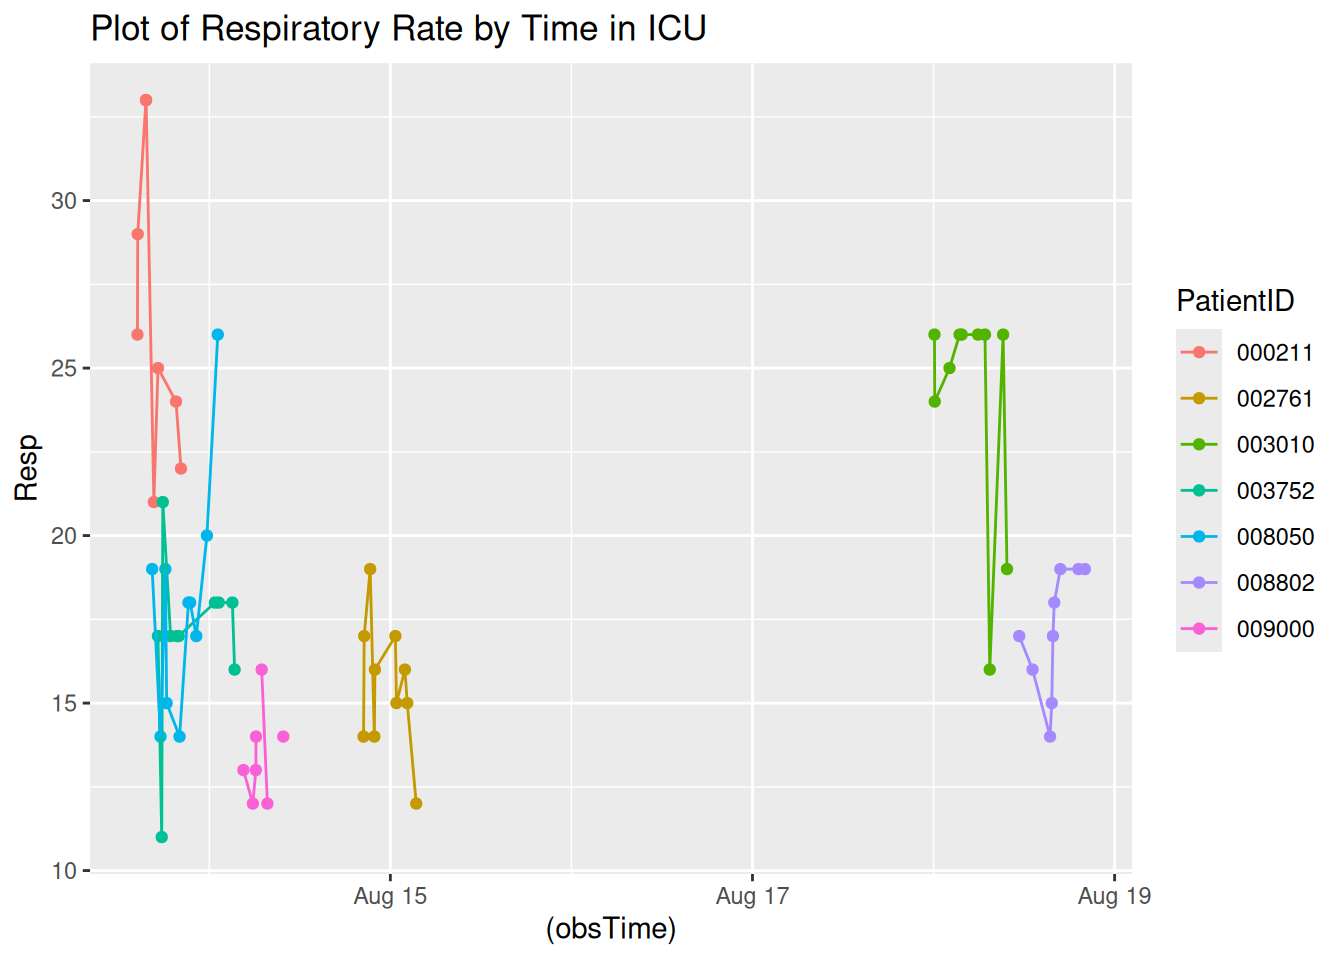 Plot of Respiratory Rate by Time in ICU
30
25
20
15
10
Resp
Aug 15
Aug 17
Aug 19
(obsTime)
PatientID
000211
002761
003010
003752
008050
008802
009000